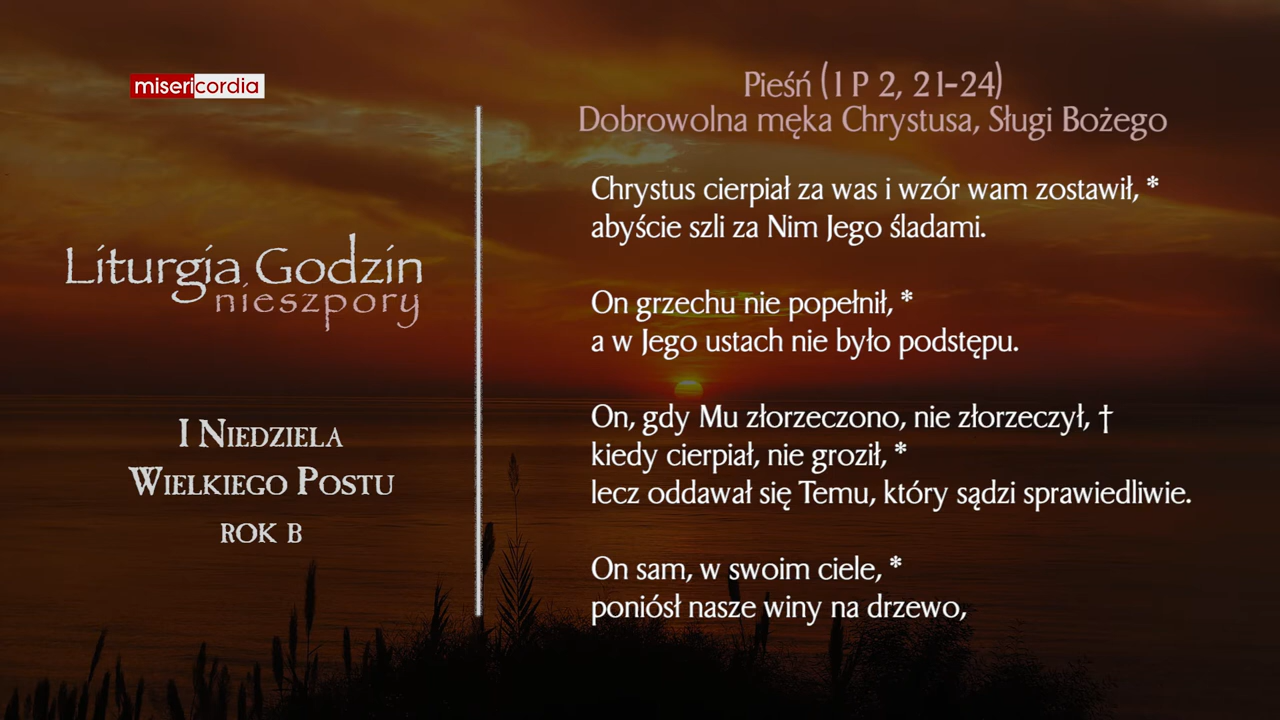 misericordia
Liturgia Godzin
nieszpory
I Niedziela
Wielkiego Postu
rok B
Pieśń (1 P 2, 21-24)
Dobrowolna męka Chrystusa, Sługi Bożego
Chrystus cierpiał za was i wzór wam zostawił, *
abyście szli za Nim Jego śladami.
On grzechu nie popełnił, *
a w Jego ustach nie było podstępu.
On, gdy Mu złorzeczono, nie złorzeczył, †
kiedy cierpiał, nie groził, *
lecz oddawał się Temu, który sądzi sprawiedliwie.
On sam, w swoim ciele, *
poniósł nasze winy na drzewo,